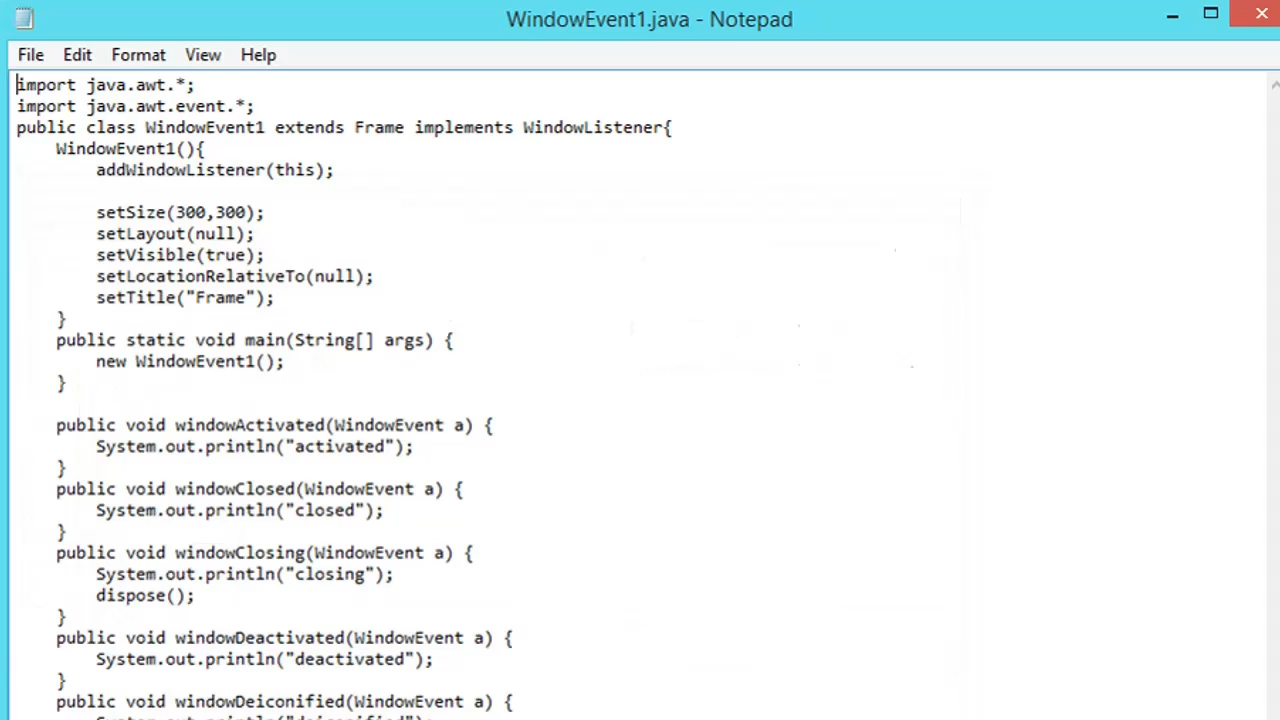 WindowEvent1.java - Notepad
File Edit Format View Help
import java.awt.*;
import java.awt.event.*;
public class WindowEvent1 extends Frame implements WindowListener{
    WindowEvent1(){
        addWindowListener(this);

        setSize(300,300);
        setLayout(null);
        setVisible(true);
        setLocationRelativeTo(null);
        setTitle("Frame");
    }
    public static void main(String[] args) {
        new WindowEvent1();
    }

    public void windowActivated(WindowEvent a) {
        System.out.println("activated");
    }
    public void windowClosed(WindowEvent a) {
        System.out.println("closed");
    }
    public void windowClosing(WindowEvent a) {
        System.out.println("closing");
        dispose();
    }
    public void windowDeactivated(WindowEvent a) {
        System.out.println("deactivated");
    }
    public void windowDeiconified(WindowEvent a) {
        System.out.println("deiconified");